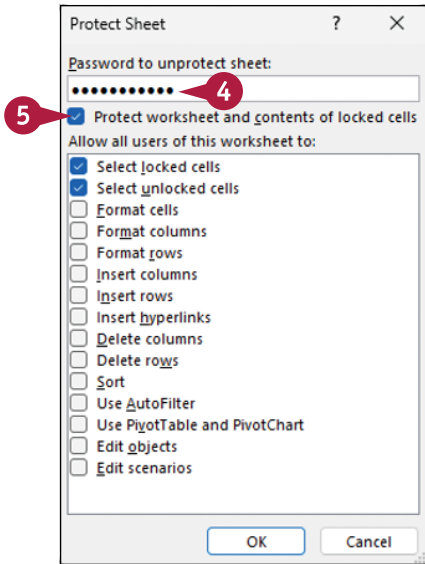 Protect Sheet ? ×
Password to unprotect sheet:
●●●●●●●●●●● 4
5 Protect worksheet and contents of locked cells
Allow all users of this worksheet to:
Select locked cells
Select unlocked cells
Format cells
Format columns
Format rows
Insert columns
Insert rows
Insert hyperlinks
Delete columns
Delete rows
Sort
Use AutoFilter
Use PivotTable and PivotChart
Edit objects
Edit scenarios
OK Cancel